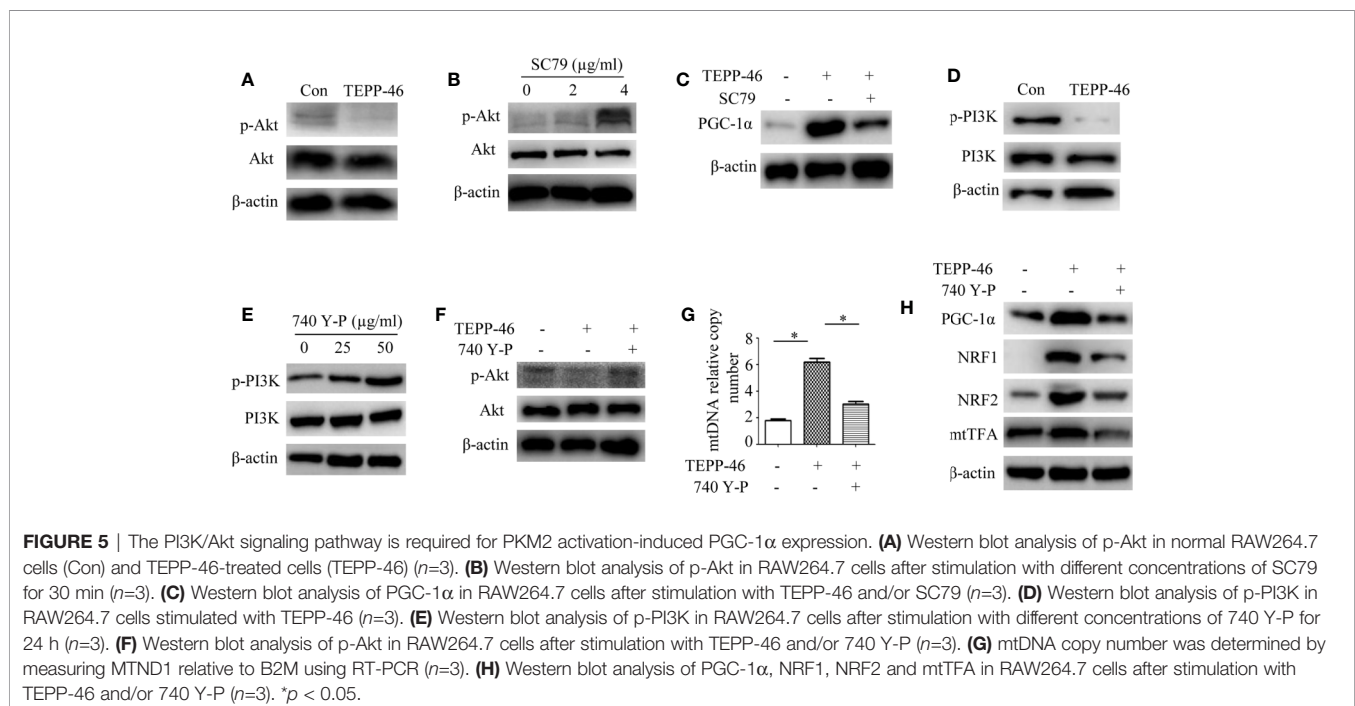 A
Con TEPP-46
p-Akt
Akt
β-actin
B
SC79 (µg/ml)
0 2 4
p-Akt
Akt
β-actin
C
TEPP-46 - + +
SC79 - - +
PGC-1α
β-actin
D
Con TEPP-46
p-PI3K
PI3K
β-actin
E
740 Y-P (µg/ml)
0 25 50
p-PI3K
PI3K
β-actin
F
TEPP-46 - + +
740 Y-P - - +
p-Akt
Akt
β-actin
G
mtDNA relative copy
number
8
6
4
2
0
* *
TEPP-46 - + +
740 Y-P - - +
H
TEPP-46 - + +
740 Y-P - - +
PGC-1α
NRF1
NRF2
mtTFA
β-actin
FIGURE 5 | The PI3K/Akt signaling pathway is required for PKM2 activation-induced PGC-1α expression. (A) Western blot analysis of p-Akt in normal RAW264.7
cells (Con) and TEPP-46-treated cells (TEPP-46) (n=3). (B) Western blot analysis of p-Akt in RAW264.7 cells after stimulation with different concentrations of SC79
for 30 min (n=3). (C) Western blot analysis of PGC-1α in RAW264.7 cells after stimulation with TEPP-46 and/or SC79 (n=3). (D) Western blot analysis of p-PI3K in
RAW264.7 cells stimulated with TEPP-46 (n=3). (E) Western blot analysis of p-PI3K in RAW264.7 cells after stimulation with different concentrations of 740 Y-P for
24 h (n=3). (F) Western blot analysis of p-Akt in RAW264.7 cells after stimulation with TEPP-46 and/or 740 Y-P (n=3). (G) mtDNA copy number was determined by
measuring MTND1 relative to B2M using RT-PCR (n=3). (H) Western blot analysis of PGC-1α, NRF1, NRF2 and mtTFA in RAW264.7 cells after stimulation with
TEPP-46 and/or 740 Y-P (n=3). *p < 0.05.